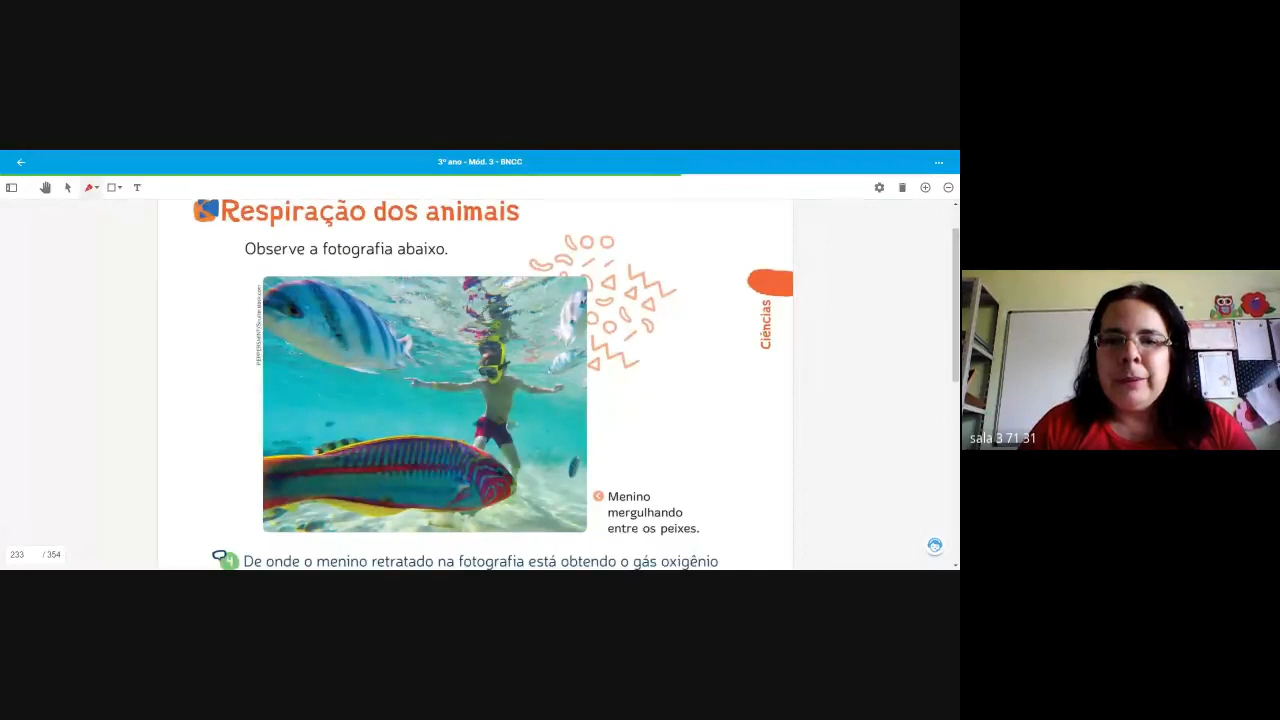 3º ano - Mód. 3 - BNCC
T
Respiração dos animais
Observe a fotografia abaixo.
Ciências
Menino
mergulhando
entre os peixes.
233 / 354
4 De onde o menino retratado na fotografia está obtendo o gás oxigênio
sala 3 71 31